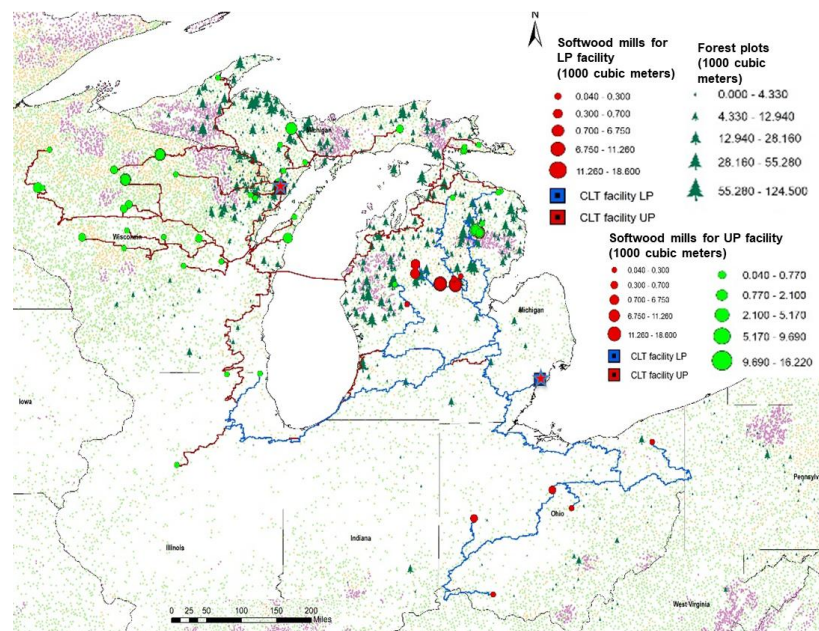 N
Softwood mills for
LP facility
(1000 cubic meters)
0.040 - 0.300
0.300 - 0.700
0.700 - 6.750
6.750 - 11.260
11.260 - 18.600
CLT facility LP
CLT facility UP
Forest plots
(1000 cubic
meters)
0.000 - 4.330
4.330 - 12.940
12.940 - 28.160
28.160 - 55.280
55.280 - 124.500
Softwood mills for UP facility
(1000 cubic meters)
0.040 - 0.300
0.300 - 0.700
0.700 - 6.750
6.750 - 11.260
11.260 - 18.600
CLT facility LP
CLT facility UP
0.040 - 0.770
0.770 - 2.100
2.100 - 5.170
5.170 - 9.690
9.690 - 16.220
Michigan
Wisconsin
Michigan
Iowa
Pennsylv
Ohio
Illinois
Indiana
West Virginia
0 25 50 100 150 200
Miles